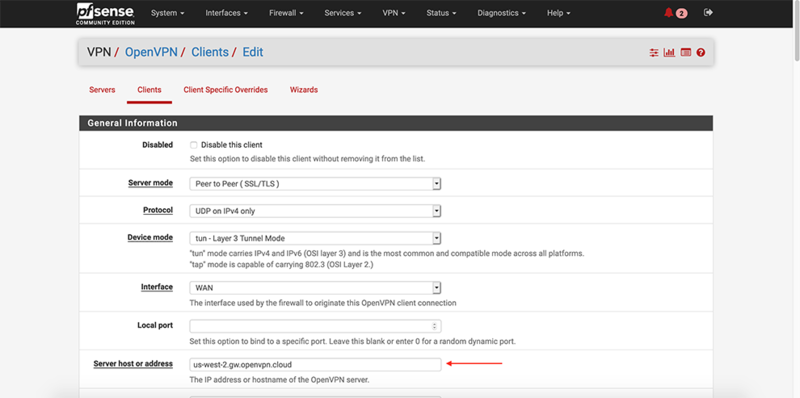 pfsense
COMMUNITY EDITION
System Interfaces Firewall Services VPN Status Diagnostics Help 2
VPN / OpenVPN / Clients / Edit
Servers Clients Client Specific Overrides Wizards
General Information
Disabled Disable this client
Set this option to disable this client without removing it from the list.
Server mode Peer to Peer ( SSL/TLS )
Protocol UDP on IPv4 only
Device mode tun - Layer 3 Tunnel Mode
"tun" mode carries IPv4 and IPv6 (OSI layer 3) and is the most common and compatible mode across all platforms.
"tap" mode is capable of carrying 802.3 (OSI Layer 2.)
Interface WAN
The interface used by the firewall to originate this OpenVPN client connection
Local port
Set this option to bind to a specific port. Leave this blank or enter 0 for a random dynamic port.
Server host or address us-west-2.gw.openvpn.cloud
The IP address or hostname of the OpenVPN server.